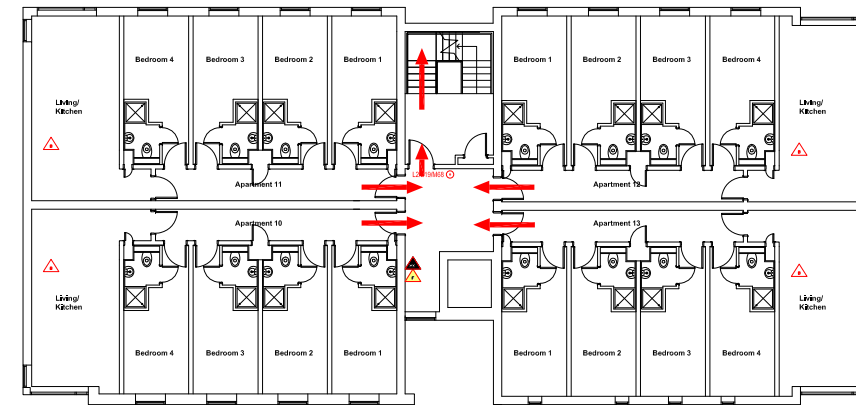 Bedroom 4
Bedroom 3
Bedroom 2
Bedroom 1
Bedroom 1
Bedroom 2
Bedroom 3
Bedroom 4
Living/
Kitchen
Living/
Kitchen
Apartment 11
Apartment 12
Apartment 10
Apartment 13
Living/
Kitchen
Living/
Kitchen
Bedroom 4
Bedroom 3
Bedroom 2
Bedroom 1
Bedroom 1
Bedroom 2
Bedroom 3
Bedroom 4